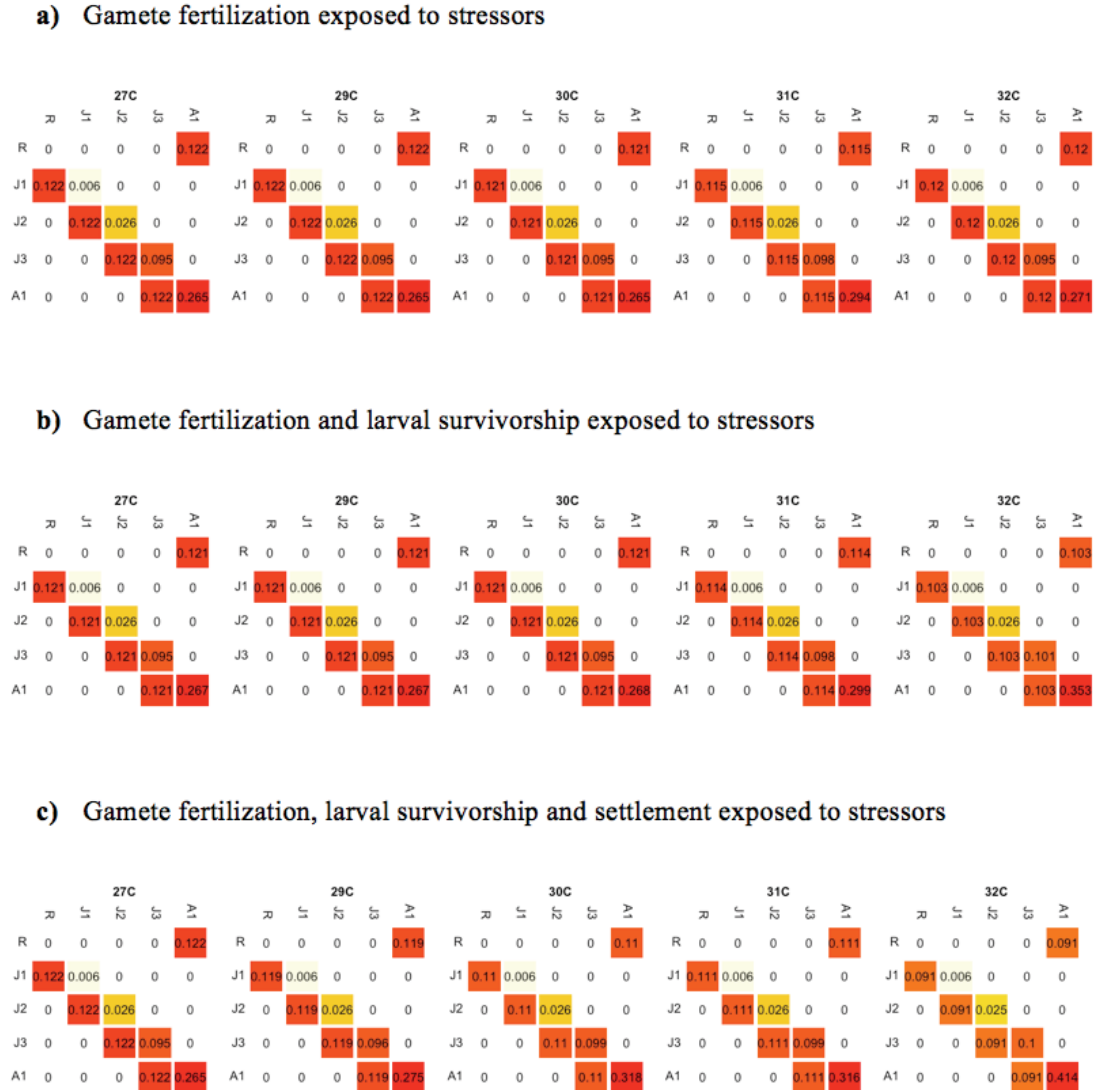 a) Gamete fertilization exposed to stressors
27C 29C 30C 31C 32C
R J1 J2 J3 A1 R J1 J2 J3 A1 R J1 J2 J3 A1 R J1 J2 J3 A1 R J1 J2 J3 A1
R 0 0 0 0 0.122 R 0 0 0 0 0.122 R 0 0 0 0 0.121 R 0 0 0 0 0.115 R 0 0 0 0 0.12
J1 0.122 0.006 0 0 0 J1 0.122 0.006 0 0 0 J1 0.121 0.006 0 0 0 J1 0.115 0.006 0 0 0 J1 0.12 0.006 0 0 0
J2 0 0.122 0.026 0 0 J2 0 0.122 0.026 0 0 J2 0 0.121 0.026 0 0 J2 0 0.115 0.026 0 0 J2 0 0.12 0.026 0 0
J3 0 0 0.122 0.095 0 J3 0 0 0.122 0.095 0 J3 0 0 0.121 0.095 0 J3 0 0 0.115 0.098 0 J3 0 0 0.12 0.095 0
A1 0 0 0 0.122 0.265 A1 0 0 0 0.122 0.265 A1 0 0 0 0.121 0.265 A1 0 0 0 0.115 0.294 A1 0 0 0 0.12 0.271
b) Gamete fertilization and larval survivorship exposed to stressors
27C 29C 30C 31C 32C
R J1 J2 J3 A1 R J1 J2 J3 A1 R J1 J2 J3 A1 R J1 J2 J3 A1 R J1 J2 J3 A1
R 0 0 0 0 0.121 R 0 0 0 0 0.121 R 0 0 0 0 0.121 R 0 0 0 0 0.114 R 0 0 0 0 0.103
J1 0.121 0.006 0 0 0 J1 0.121 0.006 0 0 0 J1 0.121 0.006 0 0 0 J1 0.114 0.006 0 0 0 J1 0.103 0.006 0 0 0
J2 0 0.121 0.026 0 0 J2 0 0.121 0.026 0 0 J2 0 0.121 0.026 0 0 J2 0 0.114 0.026 0 0 J2 0 0.103 0.026 0 0
J3 0 0 0.121 0.095 0 J3 0 0 0.121 0.095 0 J3 0 0 0.121 0.095 0 J3 0 0 0.114 0.098 0 J3 0 0 0.103 0.101 0
A1 0 0 0 0.121 0.267 A1 0 0 0 0.121 0.267 A1 0 0 0 0.121 0.268 A1 0 0 0 0.114 0.299 A1 0 0 0 0.103 0.353
c) Gamete fertilization, larval survivorship and settlement exposed to stressors
27C 29C 30C 31C 32C
R J1 J2 J3 A1 R J1 J2 J3 A1 R J1 J2 J3 A1 R J1 J2 J3 A1 R J1 J2 J3 A1
R 0 0 0 0 0.122 R 0 0 0 0 0.119 R 0 0 0 0 0.11 R 0 0 0 0 0.111 R 0 0 0 0 0.091
J1 0.122 0.006 0 0 0 J1 0.119 0.006 0 0 0 J1 0.11 0.006 0 0 0 J1 0.111 0.006 0 0 0 J1 0.091 0.006 0 0 0
J2 0 0.122 0.026 0 0 J2 0 0.119 0.026 0 0 J2 0 0.11 0.026 0 0 J2 0 0.111 0.026 0 0 J2 0 0.091 0.025 0 0
J3 0 0 0.122 0.095 0 J3 0 0 0.119 0.096 0 J3 0 0 0.11 0.099 0 J3 0 0 0.111 0.099 0 J3 0 0 0.091 0.1 0
A1 0 0 0 0.122 0.265 A1 0 0 0 0.119 0.275 A1 0 0 0 0.11 0.318 A1 0 0 0 0.111 0.316 A1 0 0 0 0.091 0.414